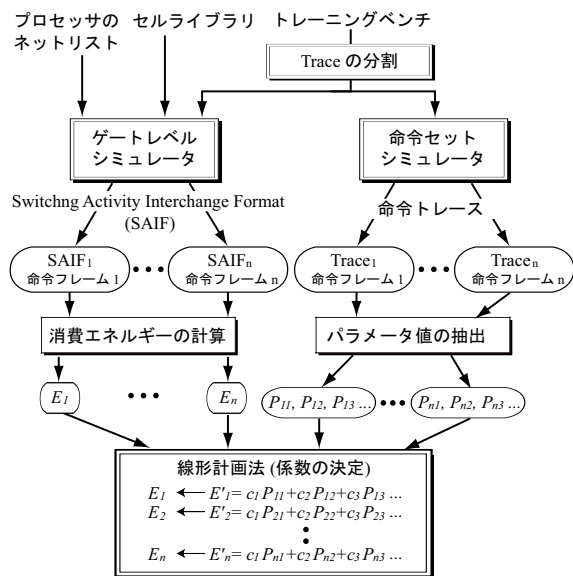 プロセッサの
ネットリスト
セルライブラリ
トレーニングベンチ
Trace の分割
ゲートレベル
シミュレータ
命令セット
シミュレータ
Switchng Activity Interchange Format
(SAIF)
命令トレース
SAIF1
命令フレーム 1
•••
SAIFn
命令フレーム n
Trace1
命令フレーム 1
•••
Tracen
命令フレーム n
消費エネルギーの計算
パラメータ値の抽出
E1
•••
En
P11, P12, P13 ...
•••
Pn1, Pn2, Pn3 ...
線形計画法 (係数の決定)
E1 ← E'1= c1 P11+c2 P12+c3 P13 ...
E2 ← E'2= c1 P21+c2 P22+c3 P23 ...
:
En ← E'n= c1 Pn1+c2 Pn2+c3 Pn3 ...